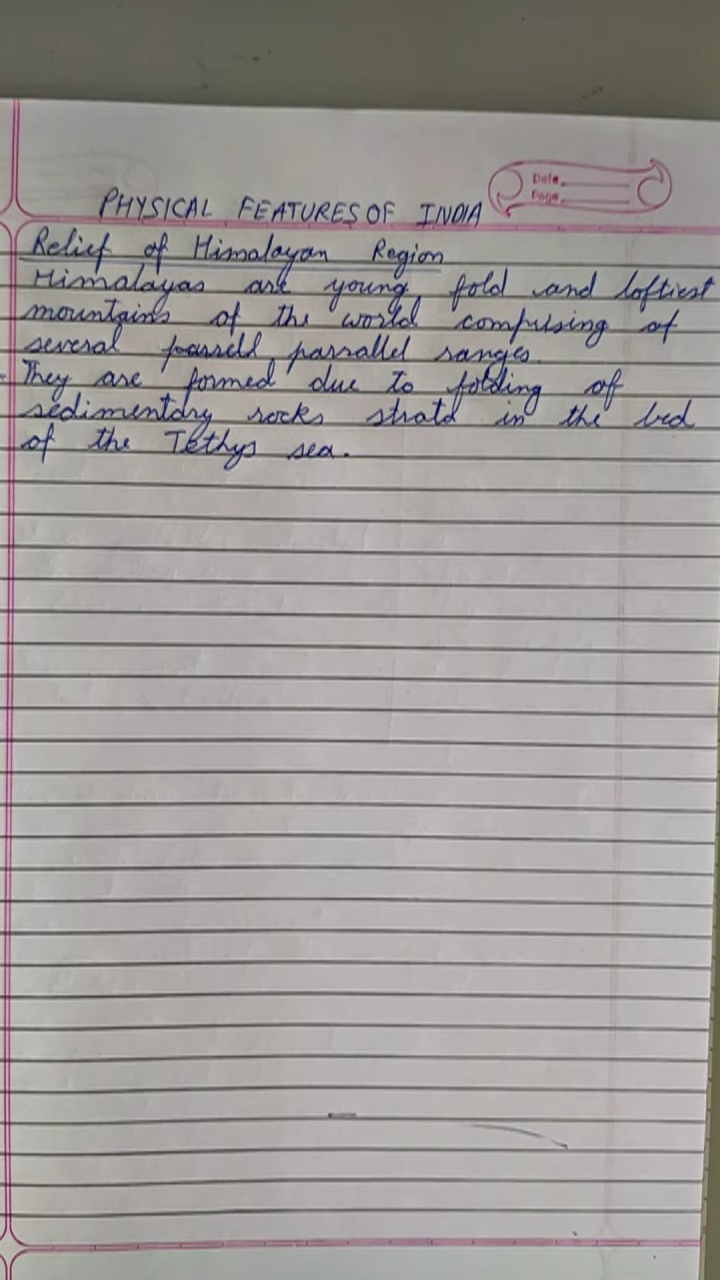 Date.
Page.
PHYSICAL FEATURES OF INDIA
Relief of Himalayan Region
Himalayas are young fold and loftiest
mountains of the world comprising of
several parrallel ranges.
- They are formed due to folding of
sedimentary rocks strata in the bed
of the Tethys sea.